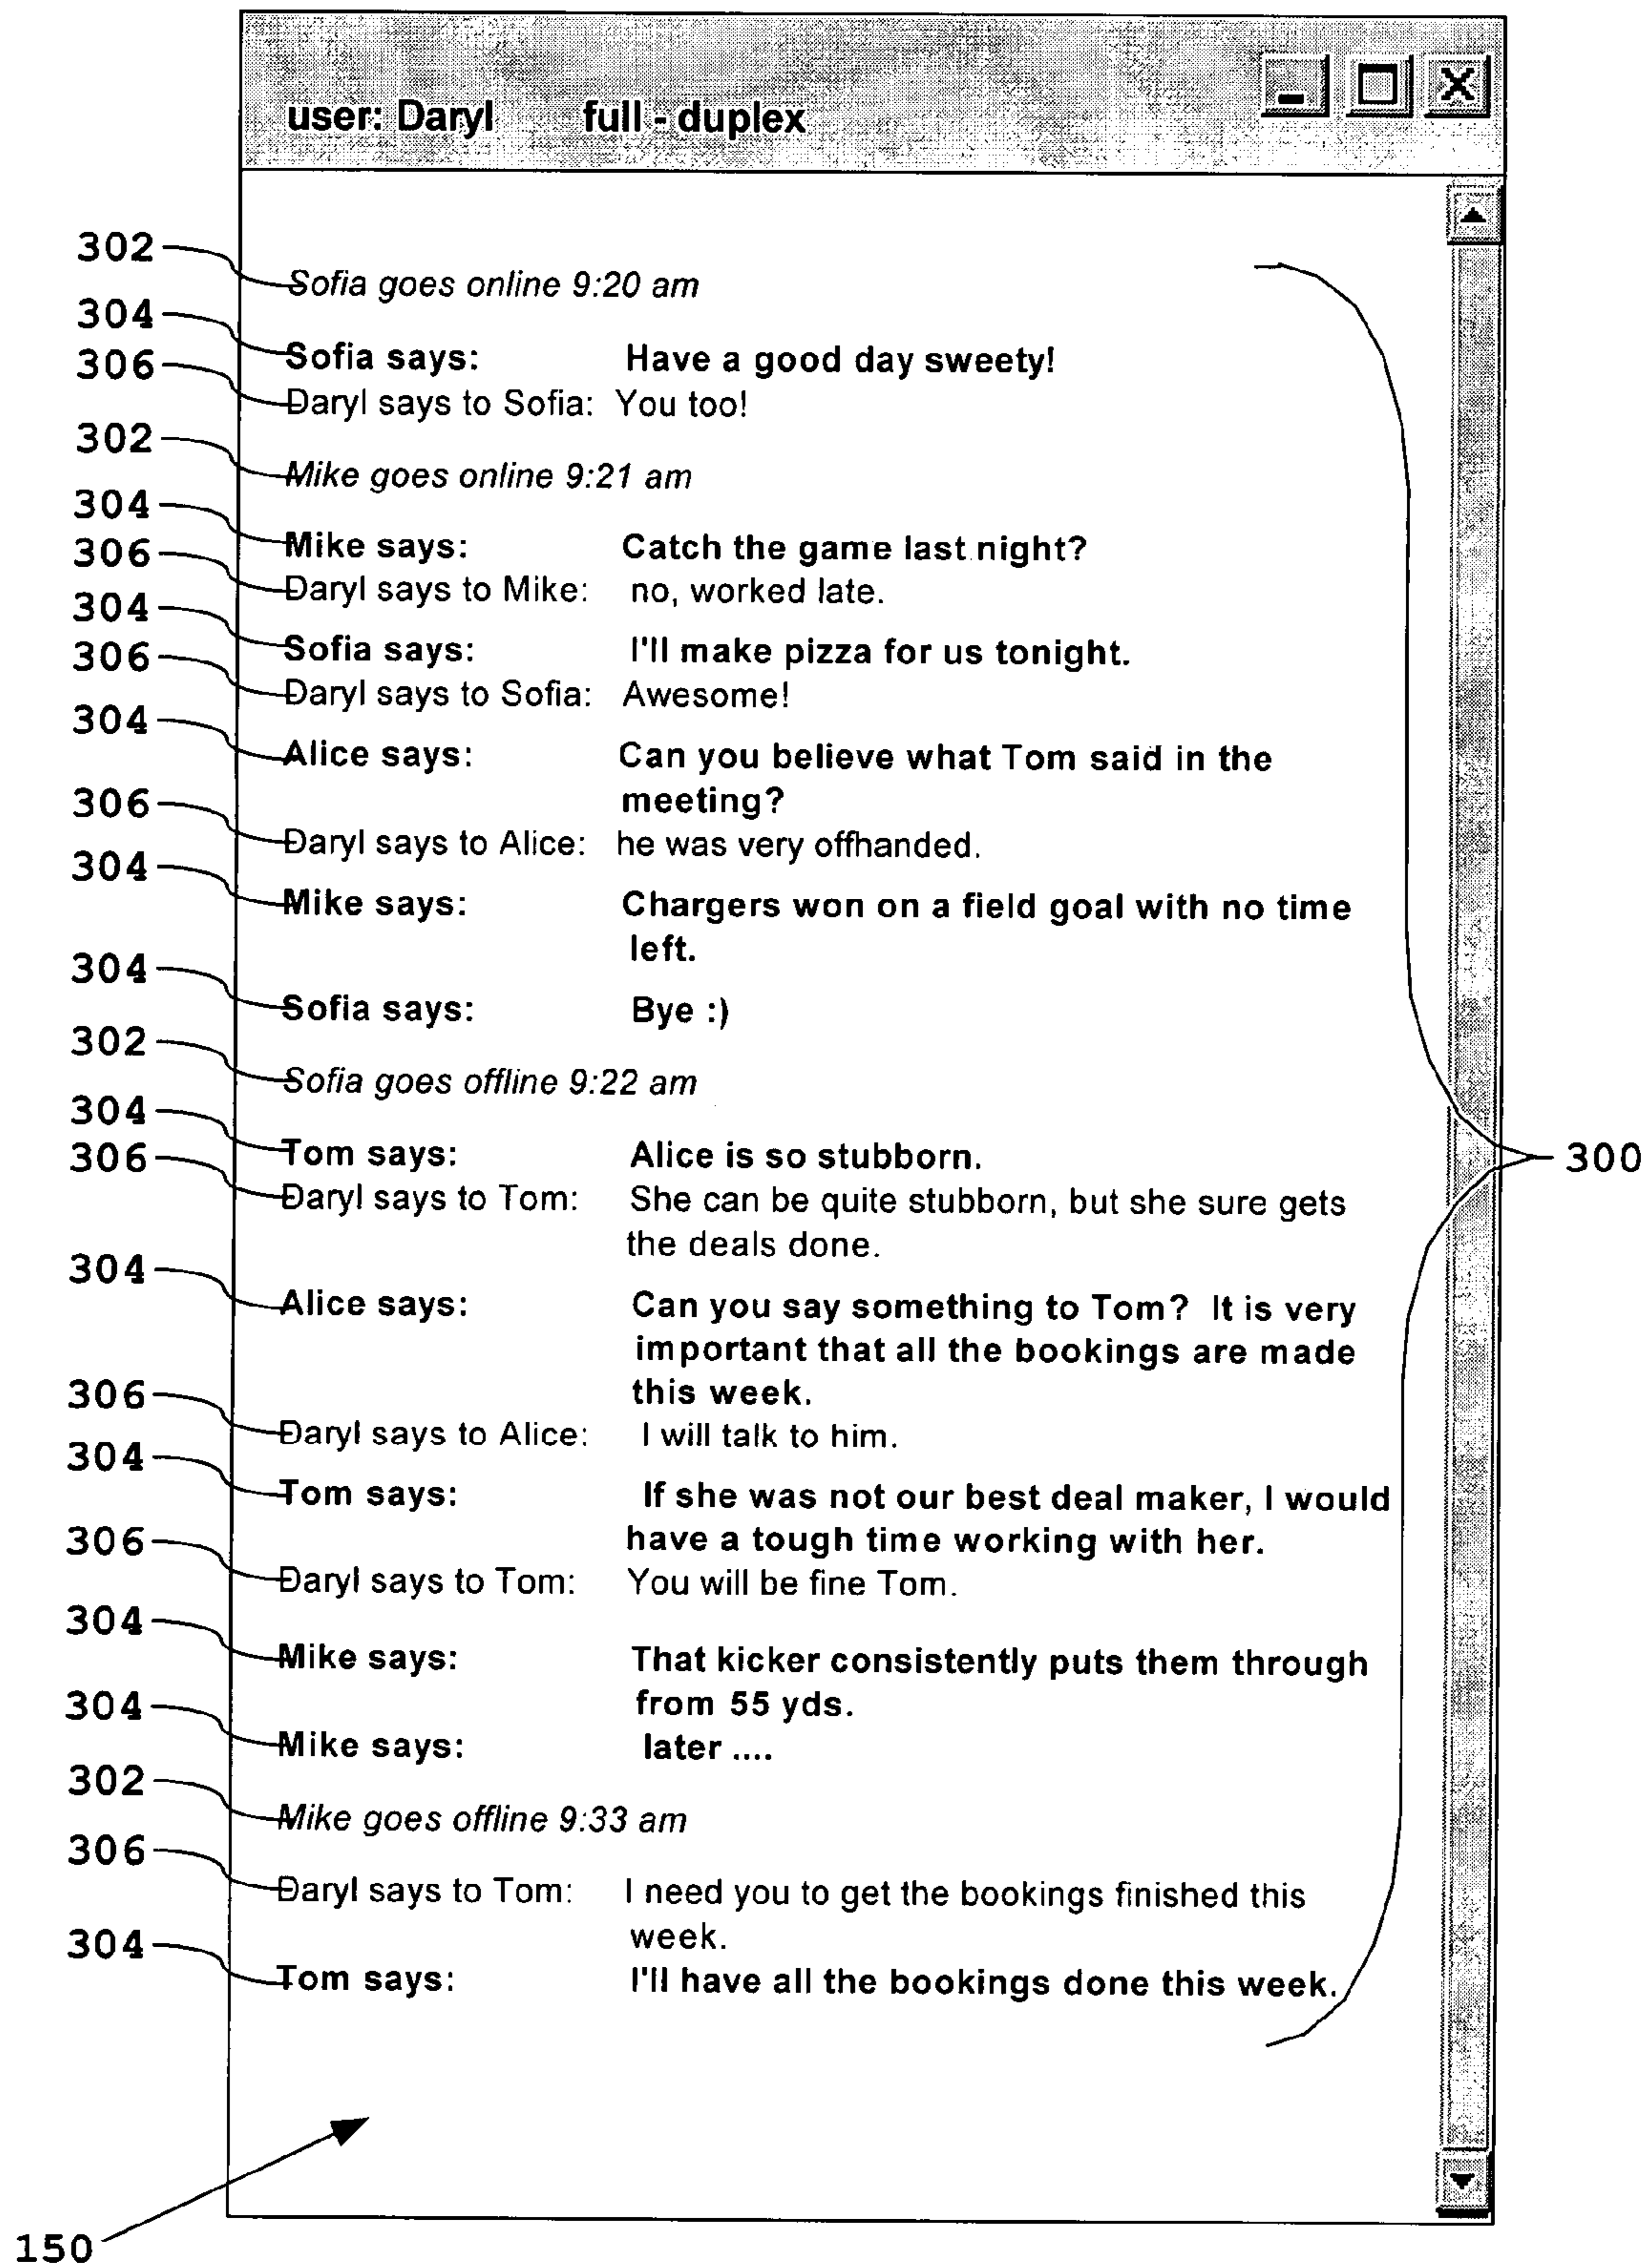 user: Daryl full - duplex
302
Sofia goes online 9:20 am
304
Sofia says: Have a good day sweety!
306
Daryl says to Sofia: You too!
302
Mike goes online 9:21 am
304
Mike says: Catch the game last night?
306
Daryl says to Mike: no, worked late.
304
Sofia says: I'll make pizza for us tonight.
306
Daryl says to Sofia: Awesome!
304
Alice says: Can you believe what Tom said in the
meeting?
306
Daryl says to Alice: he was very offhanded.
304
Mike says: Chargers won on a field goal with no time
left.
304
Sofia says: Bye :)
302
Sofia goes offline 9:22 am
304
Tom says: Alice is so stubborn.
300
306
Daryl says to Tom: She can be quite stubborn, but she sure gets
the deals done.
304
Alice says: Can you say something to Tom? It is very
important that all the bookings are made
this week.
306
Daryl says to Alice: I will talk to him.
304
Tom says: If she was not our best deal maker, I would
have a tough time working with her.
306
Daryl says to Tom: You will be fine Tom.
304
Mike says: That kicker consistently puts them through
from 55 yds.
304
Mike says: later ....
302
Mike goes offline 9:33 am
306
Daryl says to Tom: I need you to get the bookings finished this
week.
304
Tom says: I'll have all the bookings done this week.
150